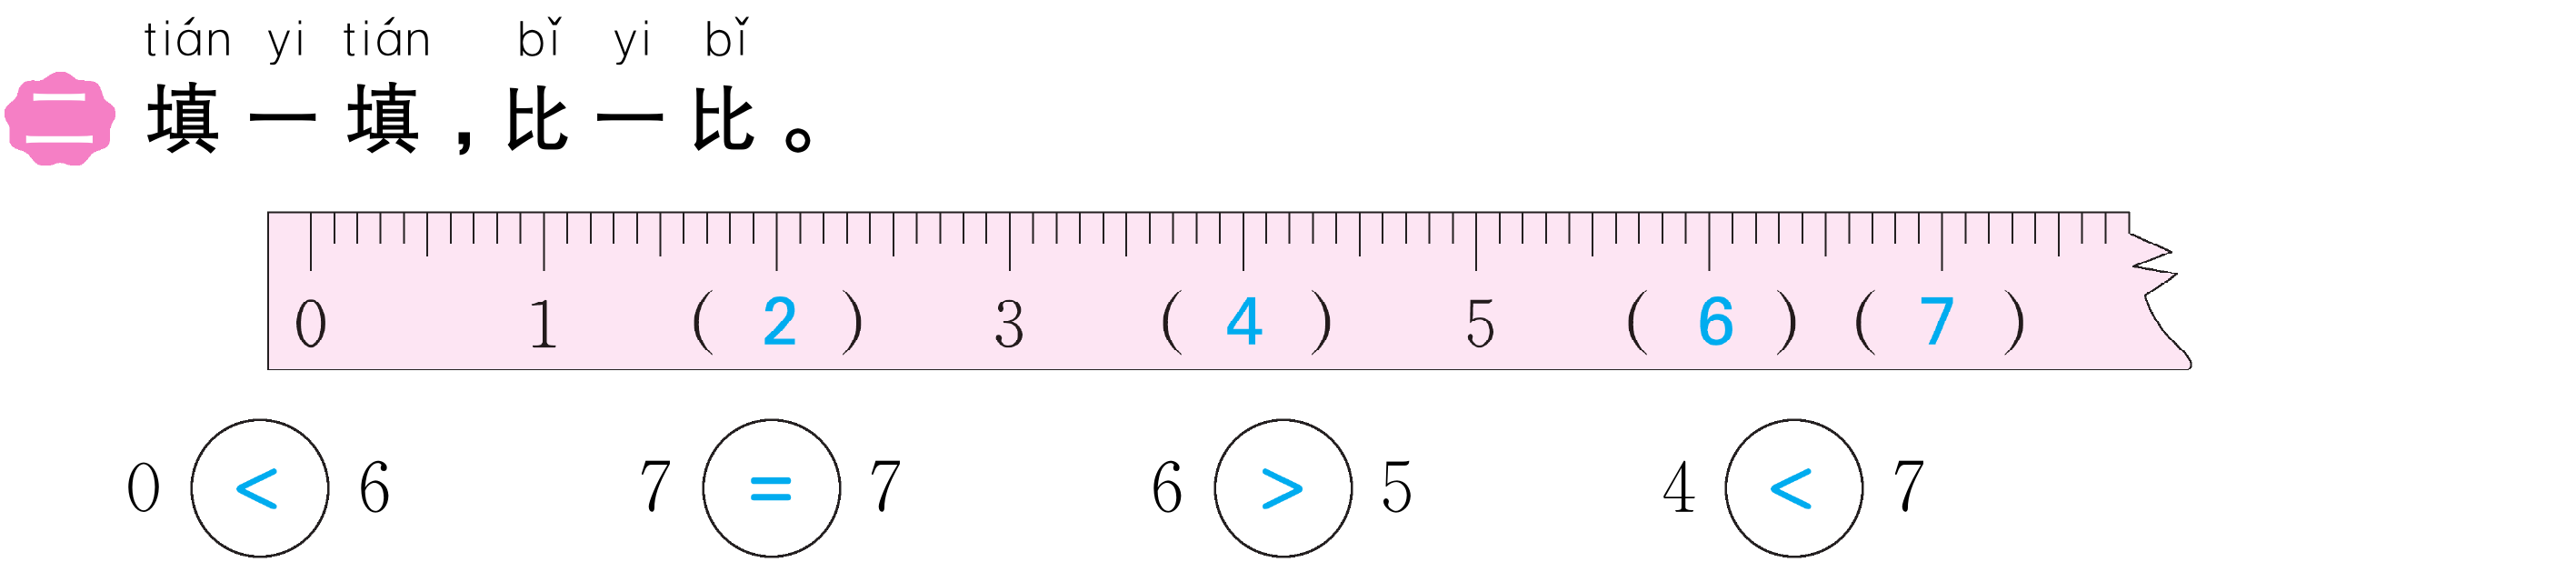 tián yi tián bǐ yi bǐ
二 填一填,比一比。
0 1 ( 2 ) 3 ( 4 ) 5 ( 6 ) ( 7 )
0 < 6 7 = 7 6 > 5 4 < 7